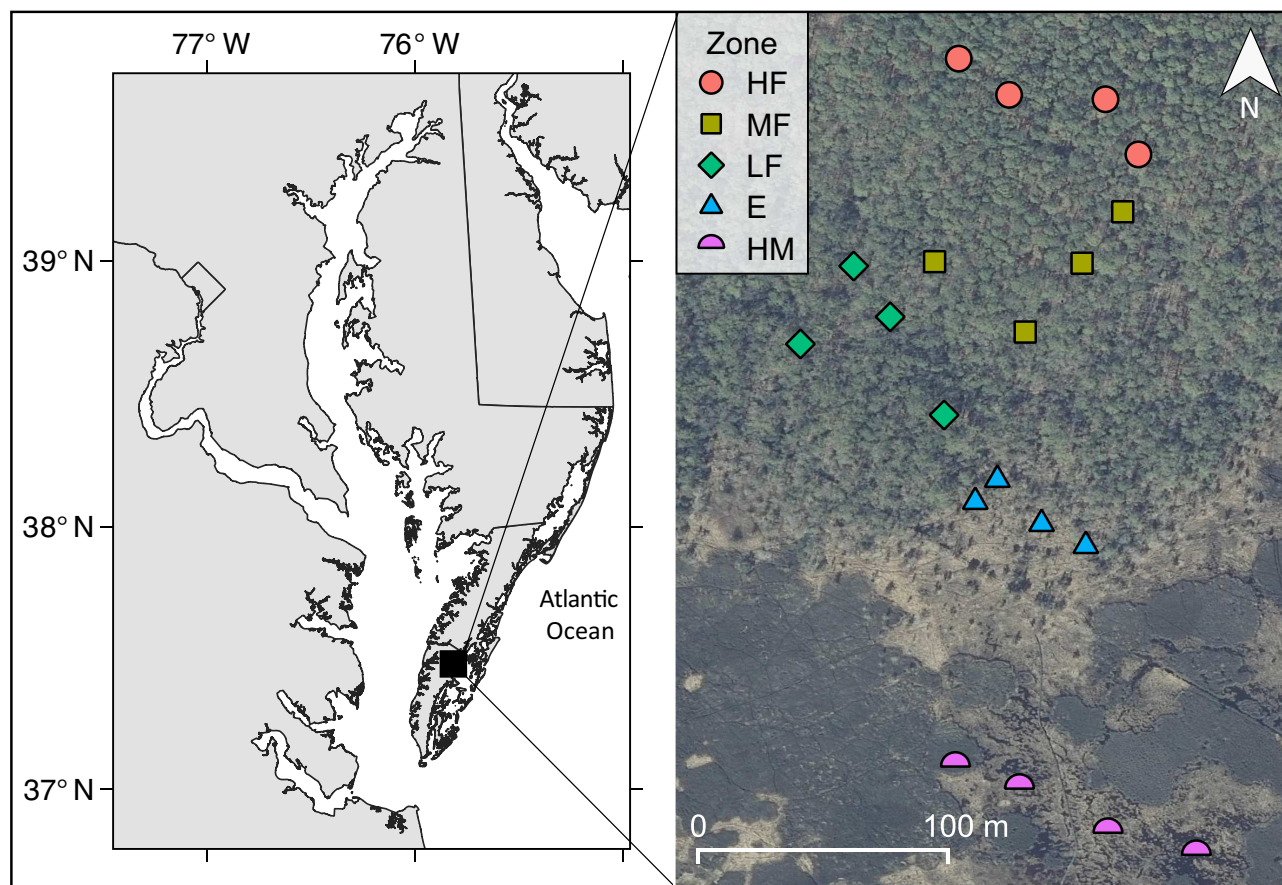 77° W
76° W
39° N
38° N
37° N
Atlantic
Ocean
Zone
HF
MF
LF
E
HM
N
0
100 m